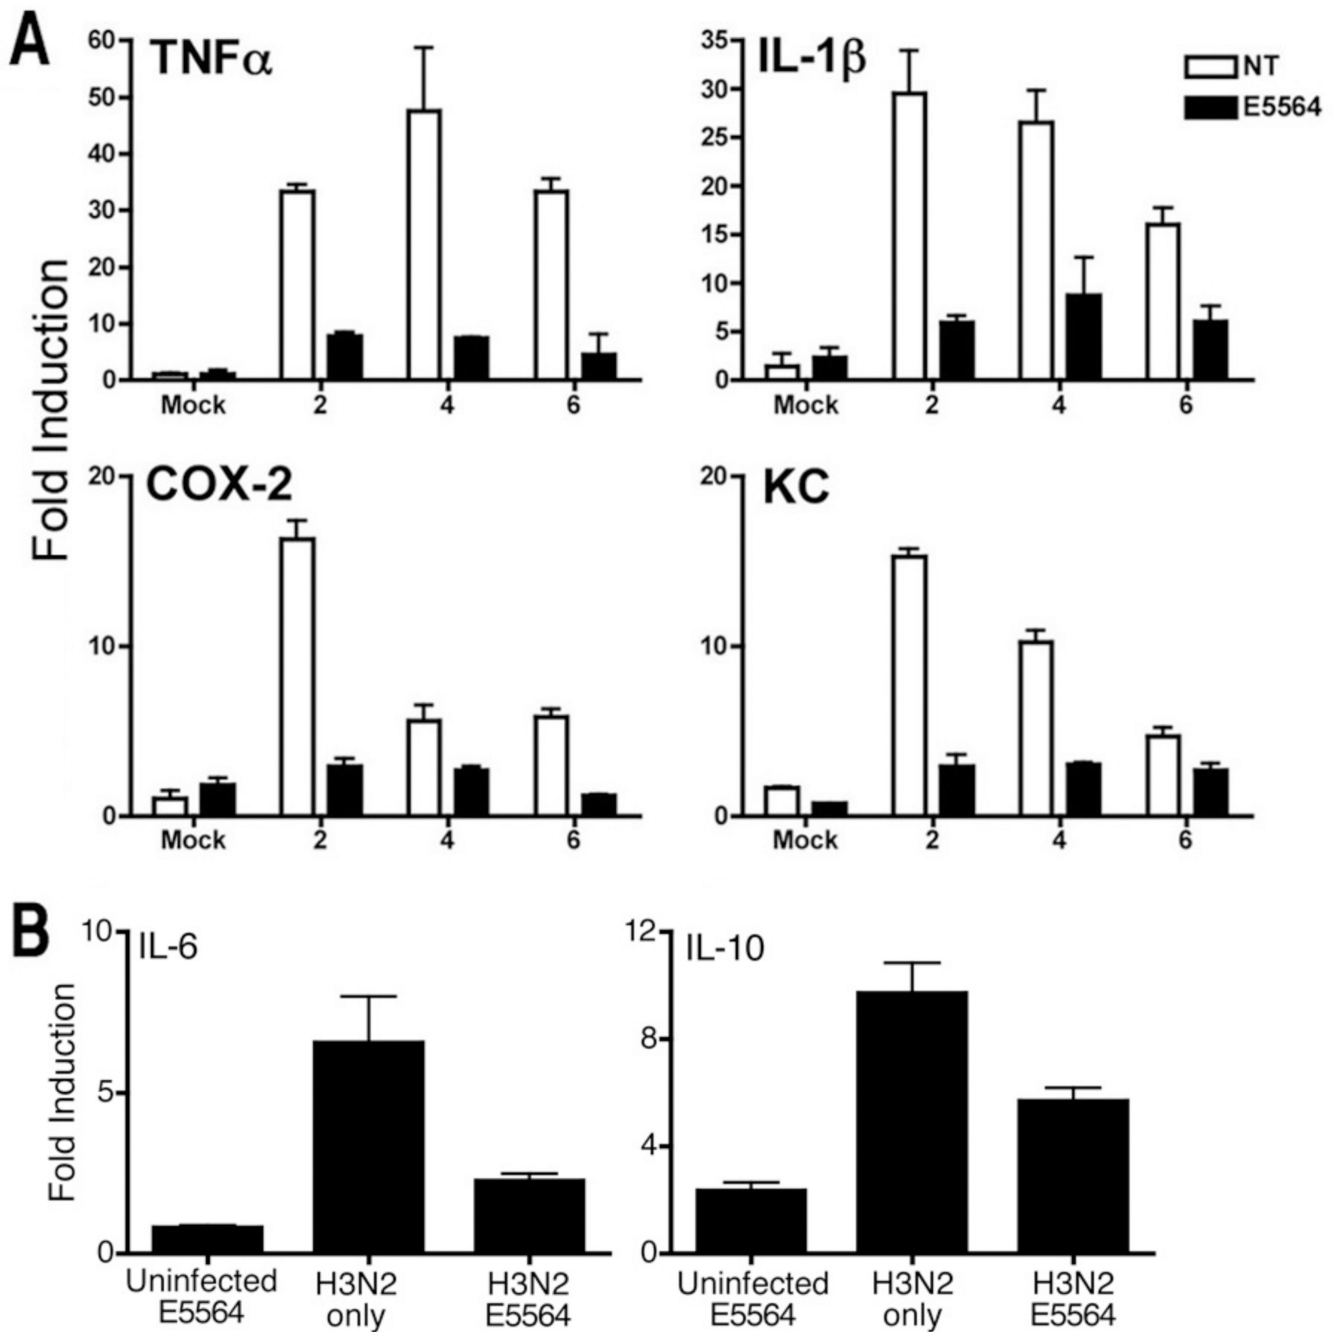 A
TNFα
60
50
40
30
20
10
0
Mock 2 4 6
IL-1β
35
30
25
20
15
10
5
0
Mock 2 4 6
NT
E5564
Fold Induction
COX-2
20
10
0
Mock 2 4 6
KC
20
10
0
Mock 2 4 6
B
IL-6
10
5
0
Fold Induction
Uninfected H3N2 H3N2
E5564 only E5564
IL-10
12
8
4
0
Uninfected H3N2 H3N2
E5564 only E5564